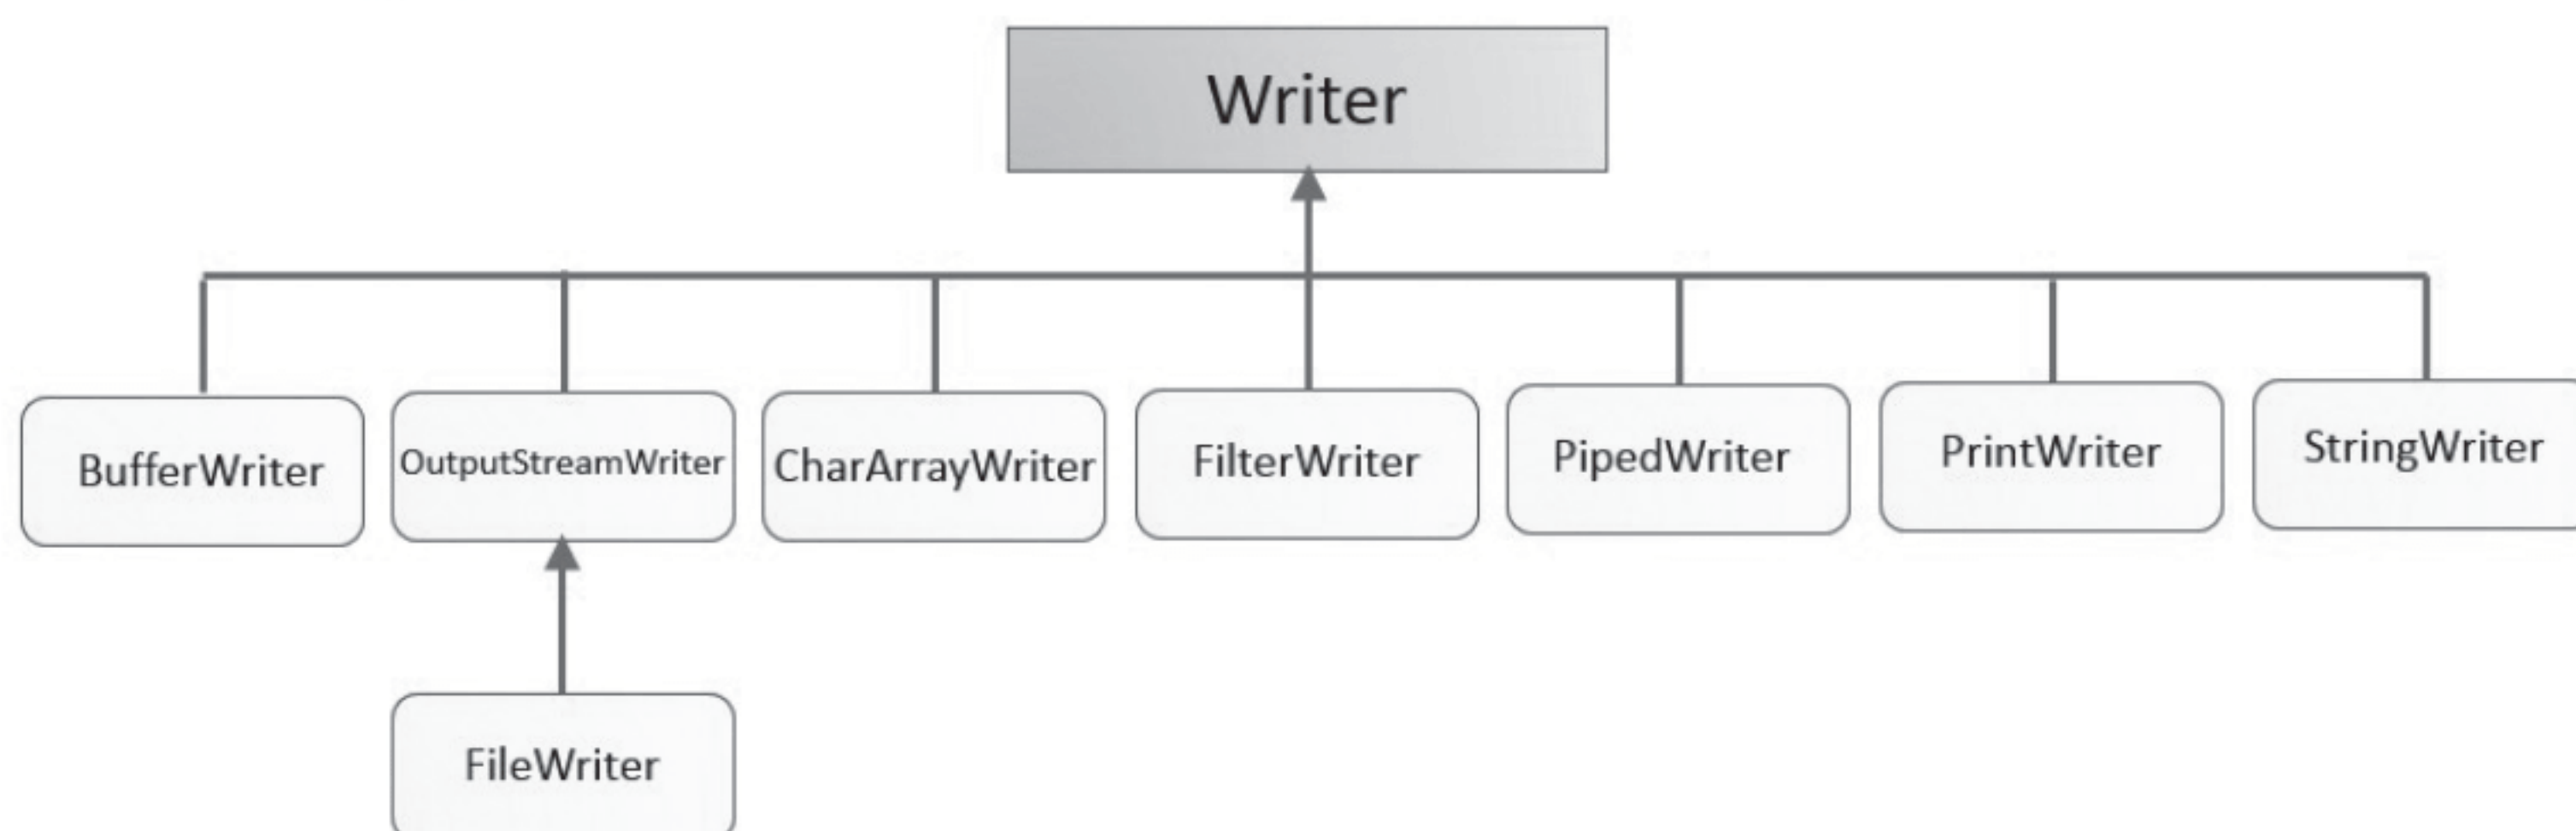 Writer
BufferWriter
OutputStreamWriter
CharArrayWriter
FilterWriter
PipedWriter
PrintWriter
StringWriter
FileWriter